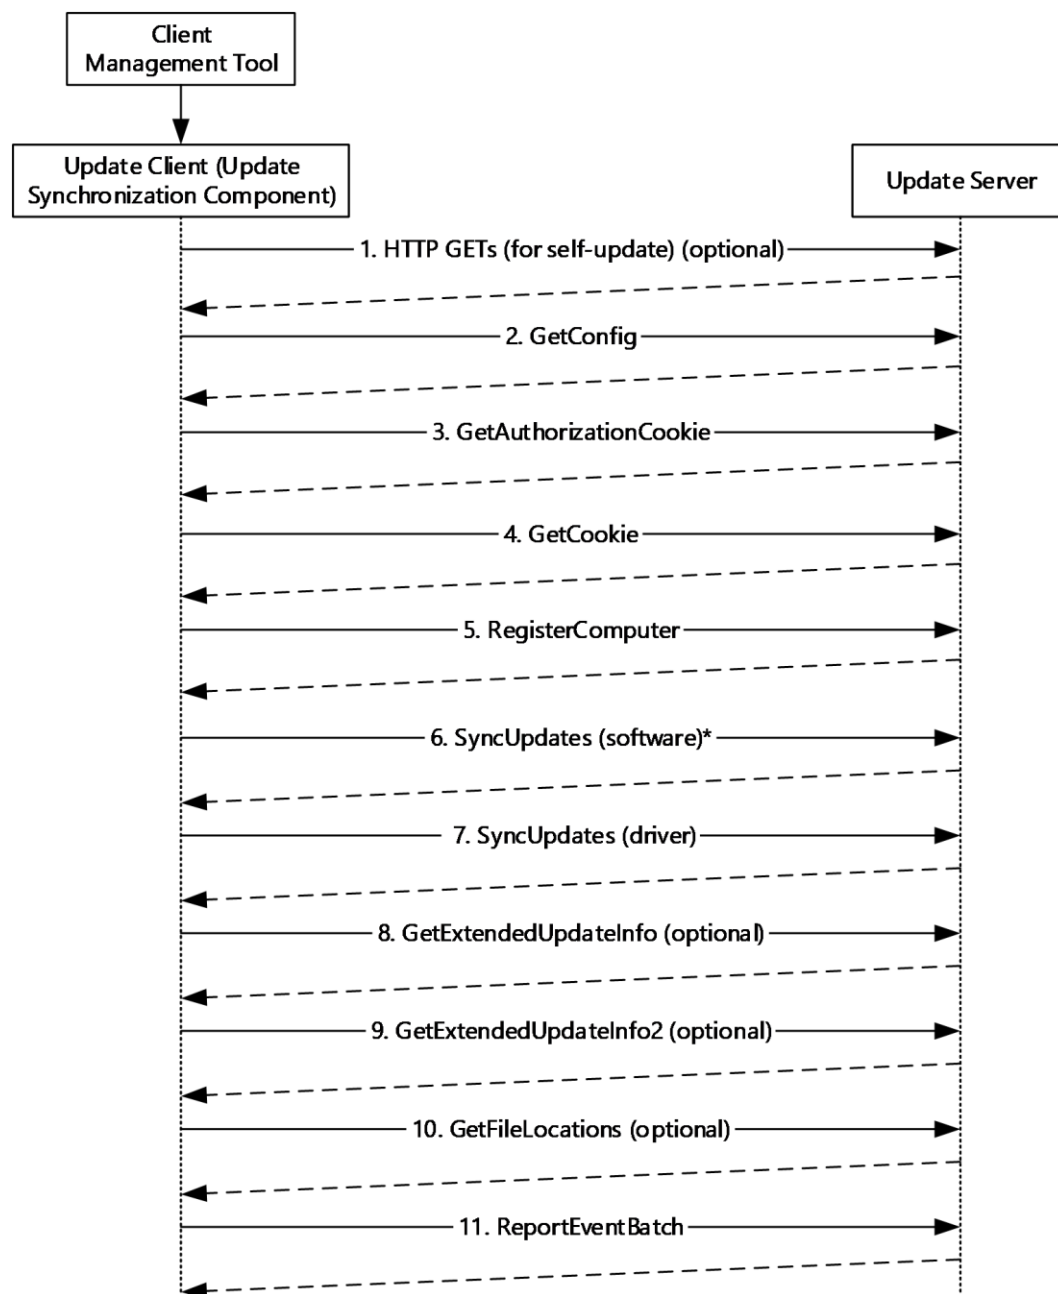 Client
Management Tool
Update Client (Update
Synchronization Component)
Update Server
1. HTTP GETs (for self-update) (optional)
2. GetConfig
3. GetAuthorizationCookie
4. GetCookie
5. RegisterComputer
6. SyncUpdates (software)*
7. SyncUpdates (driver)
8. GetExtendedUpdateInfo (optional)
9. GetExtendedUpdateInfo2 (optional)
10. GetFileLocations (optional)
11. ReportEventBatch